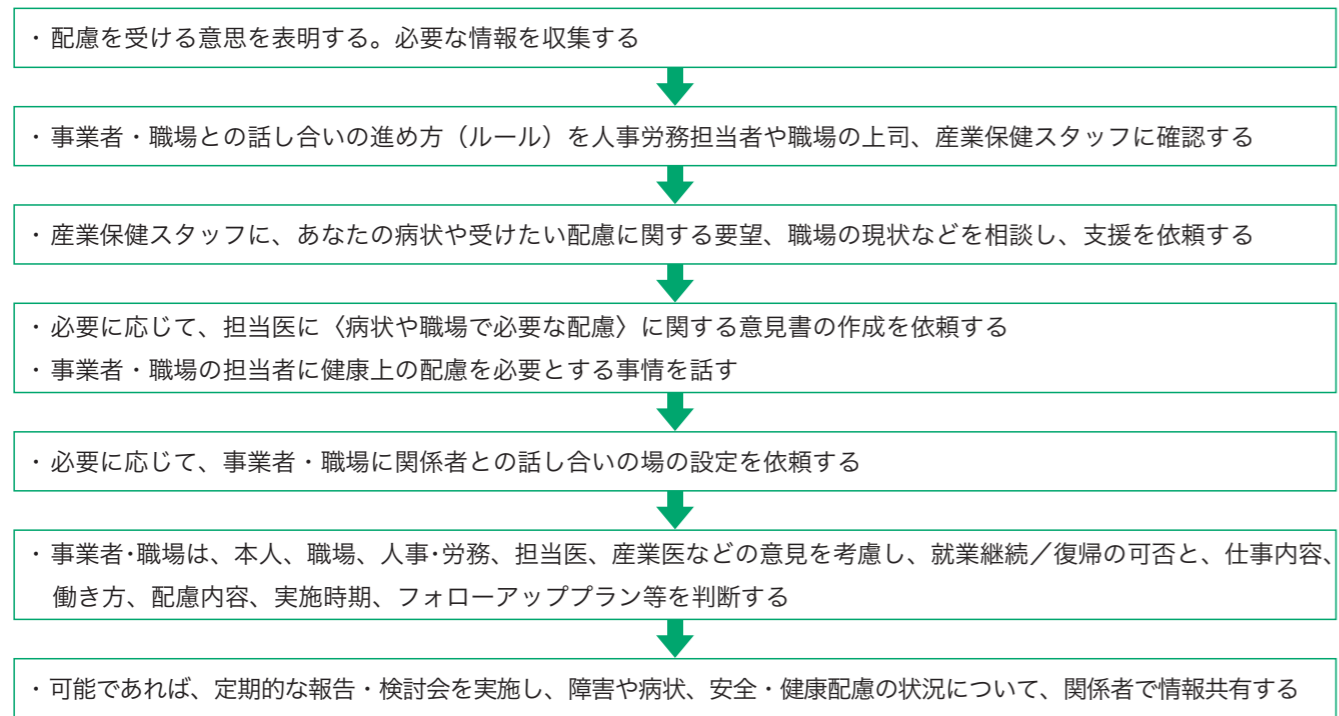 ・配慮を受ける意思を表明する。必要な情報を収集する
・事業者・職場との話し合いの進め方（ルール）を人事労務担当者や職場の上司、産業保健スタッフに確認する
・産業保健スタッフに、あなたの病状や受けたい配慮に関する要望、職場の現状などを相談し、支援を依頼する
・必要に応じて、担当医に〈病状や職場で必要な配慮〉に関する意見書の作成を依頼する
・事業者・職場の担当者に健康上の配慮を必要とする事情を話す
・必要に応じて、事業者・職場に関係者との話し合いの場の設定を依頼する
・事業者・職場は、本人、職場、人事・労務、担当医、産業医などの意見を考慮し、就業継続／復帰の可否と、仕事内容、
働き方、配慮内容、実施時期、フォローアッププラン等を判断する
・可能であれば、定期的な報告・検討会を実施し、障害や病状、安全・健康配慮の状況について、関係者で情報共有する